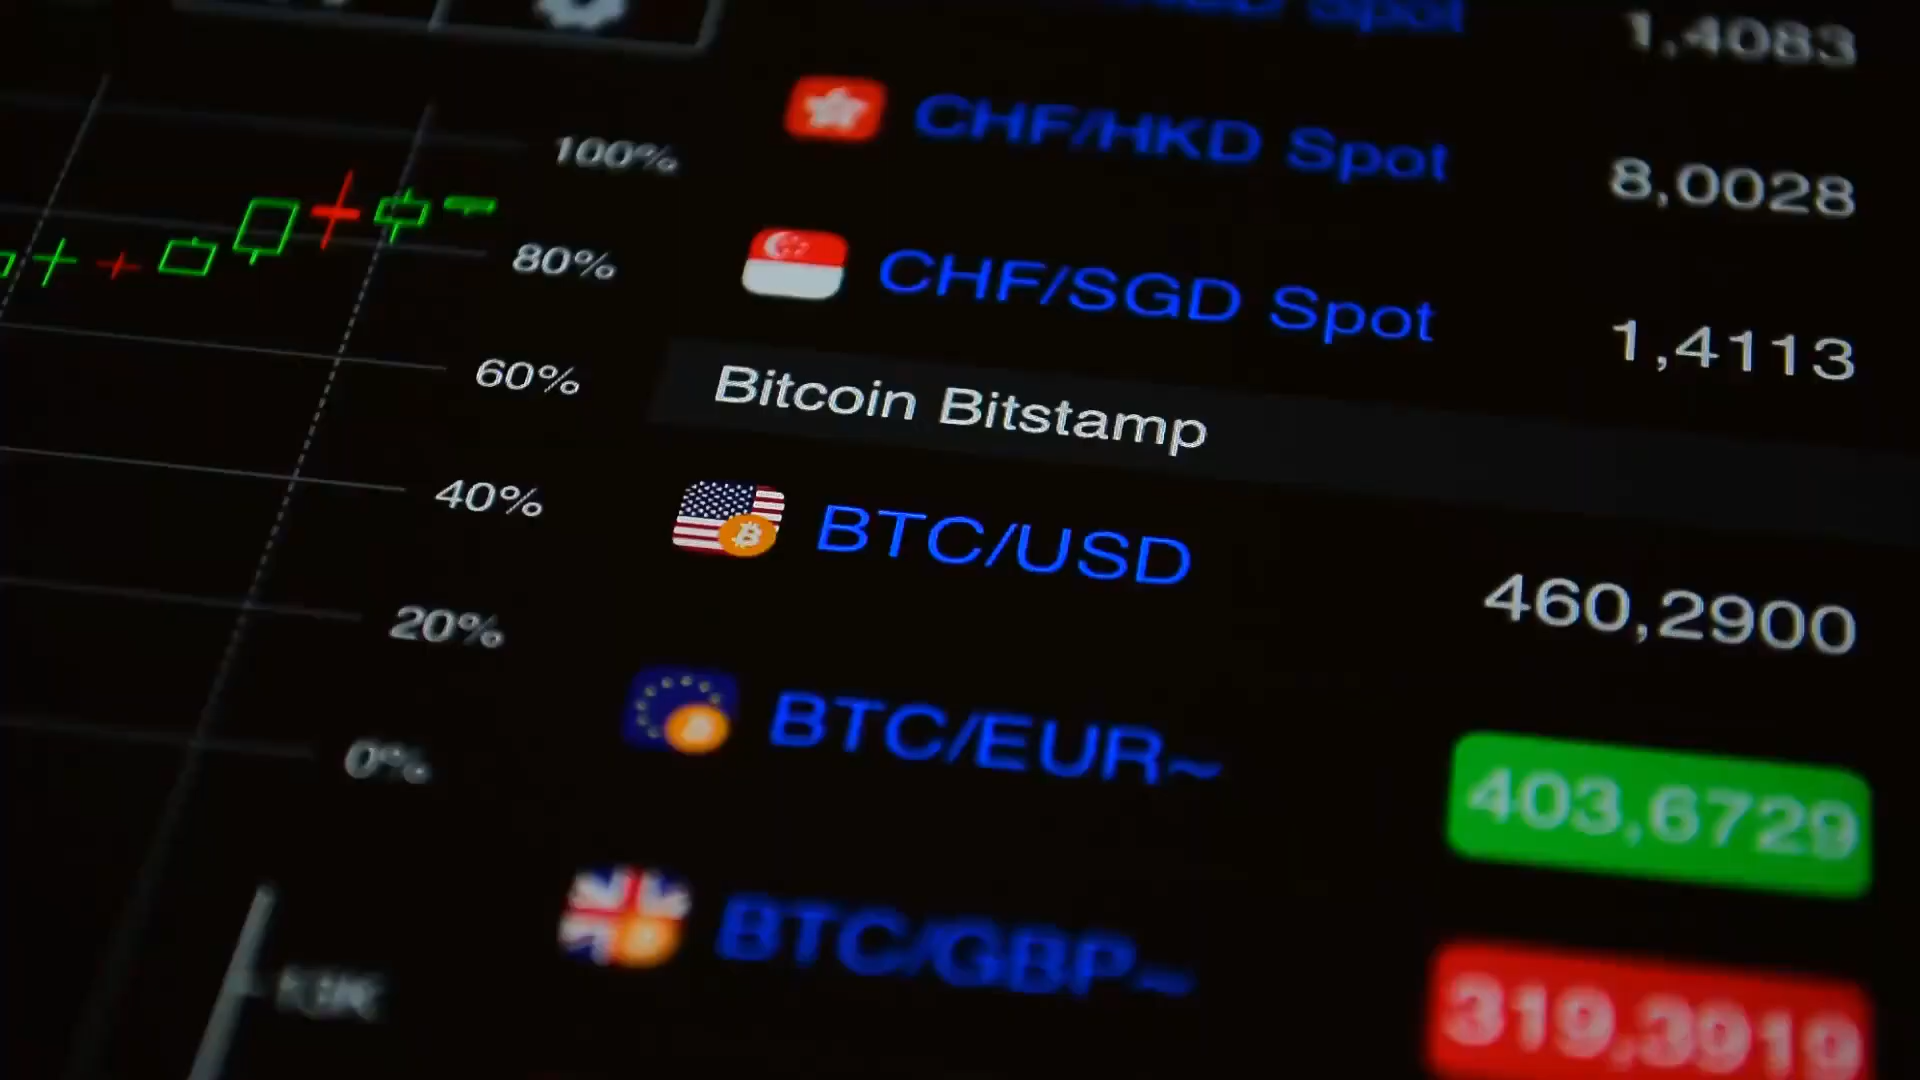 100%
80%
60%
40%
20%
0%
Spot 1,4083
CHF/HKD Spot 8,0028
CHF/SGD Spot 1,4113
Bitcoin Bitstamp
BTC/USD 460,2900
BTC/EUR~ 403,6729
BTC/GBP~ 319,3919